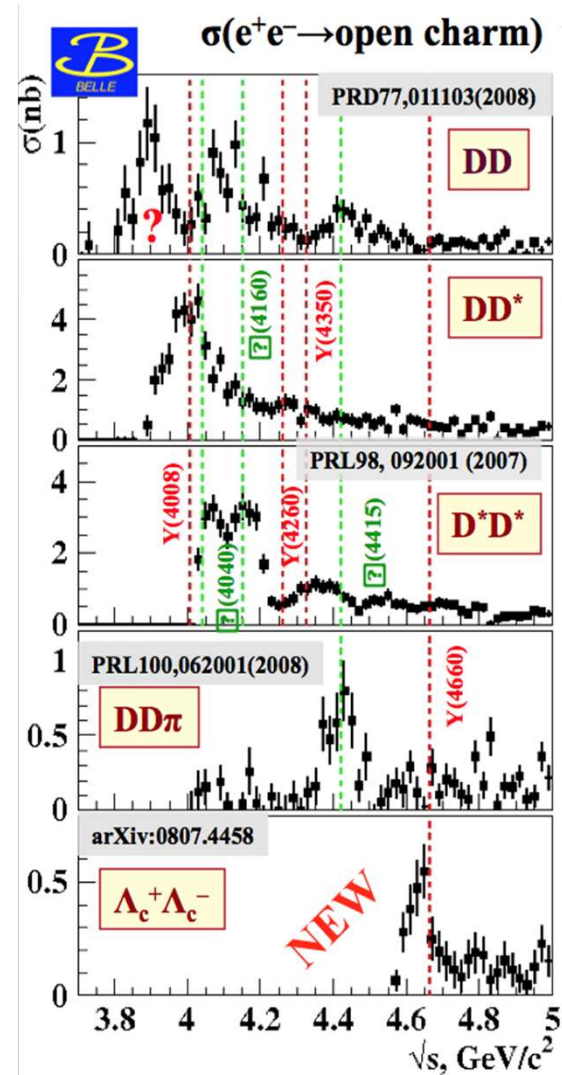 B
BELLE
σ(e⁺e⁻→open charm)
σ(nb)
PRD77,011103(2008)
DD
1
0
?
DD*
4
2
0
?(4160)
Y(4350)
PRL98, 092001 (2007)
D*D*
4
2
0
Y(4008)
?(4040)
Y(4260)
?(4415)
PRL100,062001(2008)
DDπ
1
0.5
0
Y(4660)
arXiv:0807.4458
Λc⁺Λc⁻
0.5
0
NEW
3.8 4 4.2 4.4 4.6 4.8 5
√s, GeV/c²